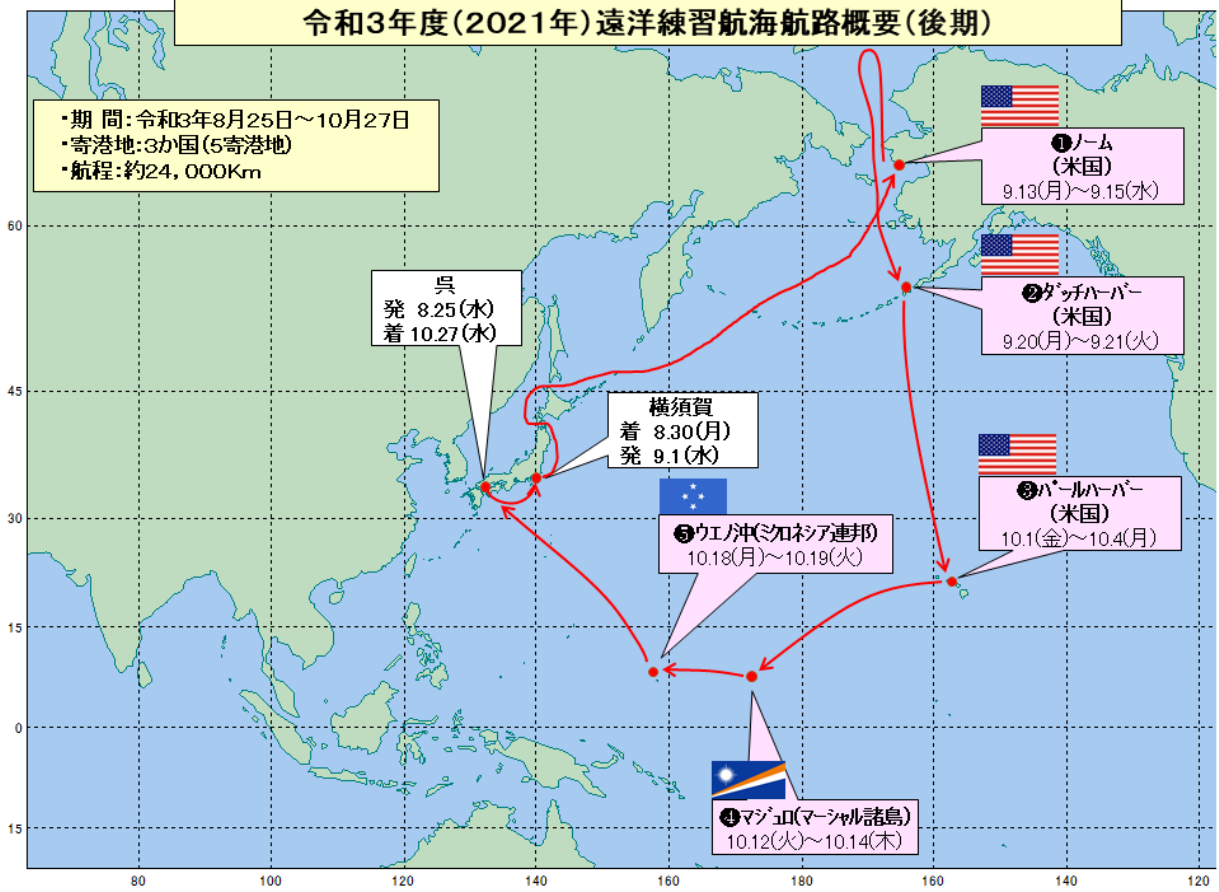 令和3年度(2021年)遠洋練習航海航路概要(後期)
・期 間:令和3年8月25日～10月27日
・寄港地:3か国(5寄港地)
・航程:約24,000Km
❶ノーム
(米国)
9.13(月)～9.15(水)
❷ダッチハーバー
(米国)
9.20(月)～9.21(火)
呉
発 8.25(水)
着 10.27(水)
横須賀
着 8.30(月)
発 9.1(水)
❸パールハーバー
(米国)
10.1(金)～10.4(月)
❺ウエノ沖(ミクロネシア連邦)
10.18(月)～10.19(火)
❹マジュロ(マーシャル諸島)
10.12(火)～10.14(木)
60
45
30
15
0
15
80 100 120 140 160 180 160 140 120